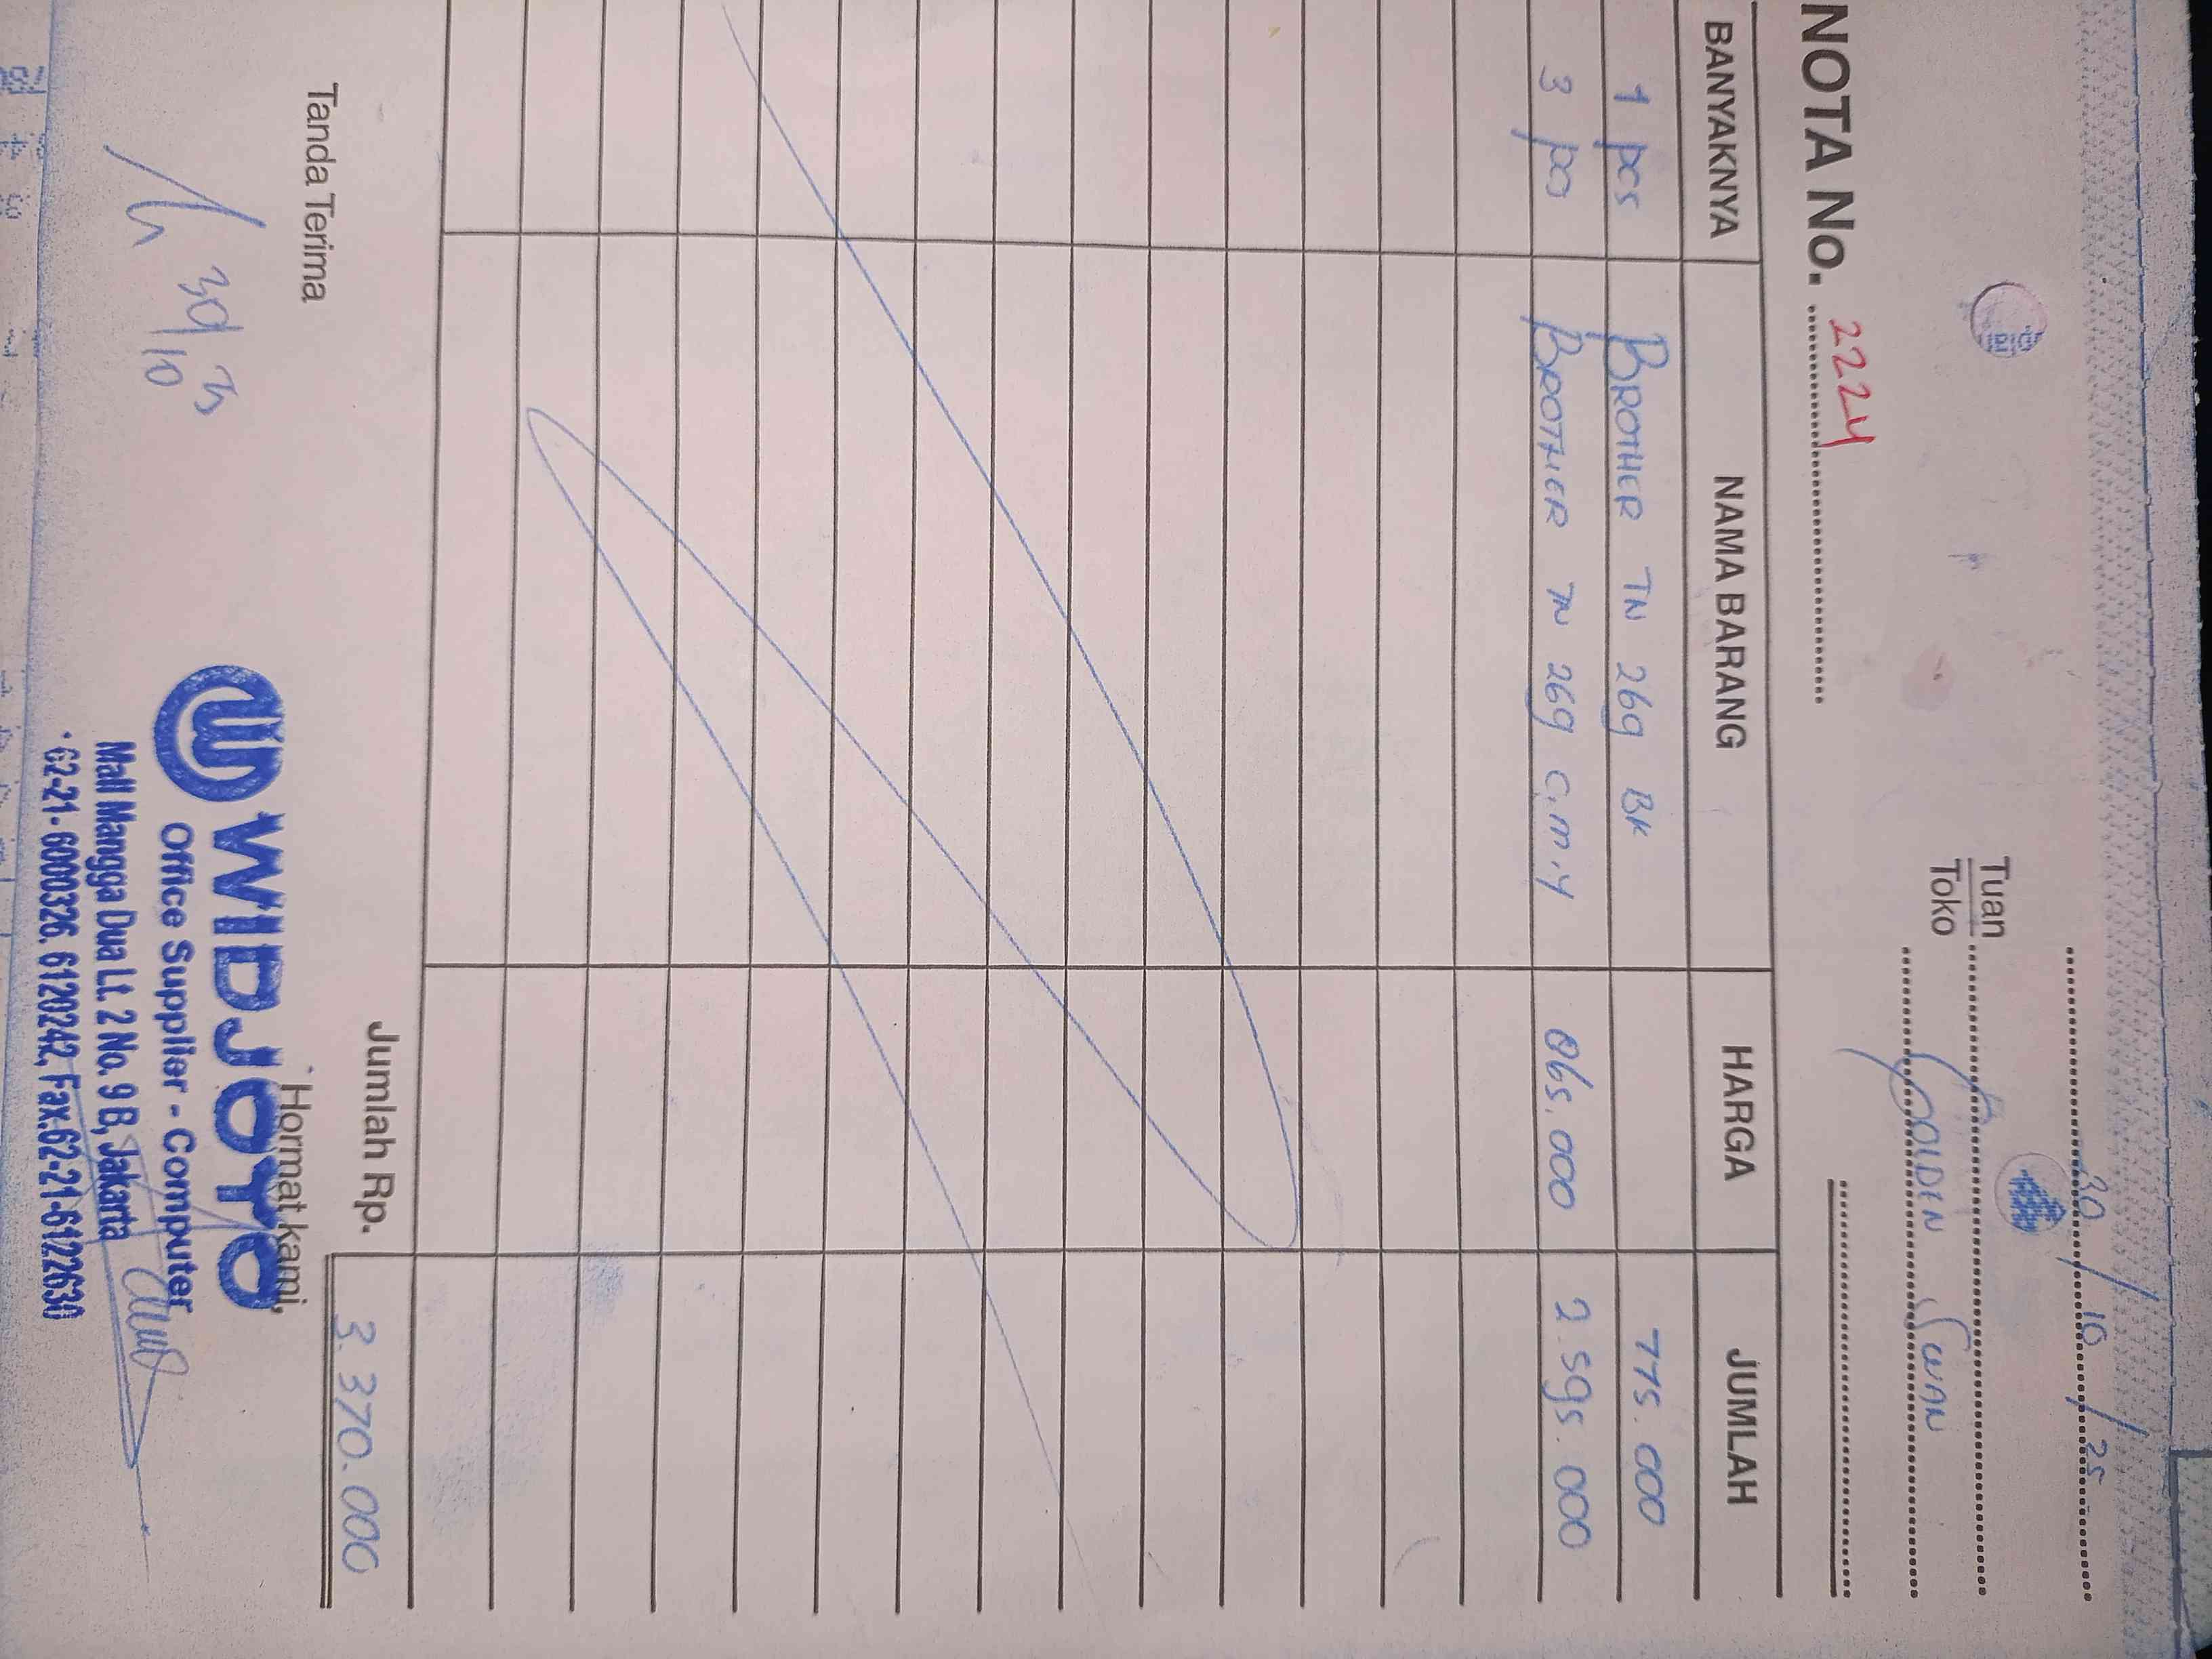 30 / 10 / 25
Tuan
Toko
GOLDEN SWAN
NOTA No. 2224
BANYAKNYA NAMA BARANG HARGA JUMLAH
1 pcs BROTHER TN 269 BK 775.000
3 pcs BROTHER TN 269 C.M.Y 865.000 2.595.000
Jumlah Rp. 3.370.000
Tanda Terima Hormat kami,
30/10
WIDJOYO
Office Supplier - Computer
Mall Mangga Dua Lt. 2 No. 9 B, Jakarta
62-21- 6000326. 6120242, Fax.62-21-6122630